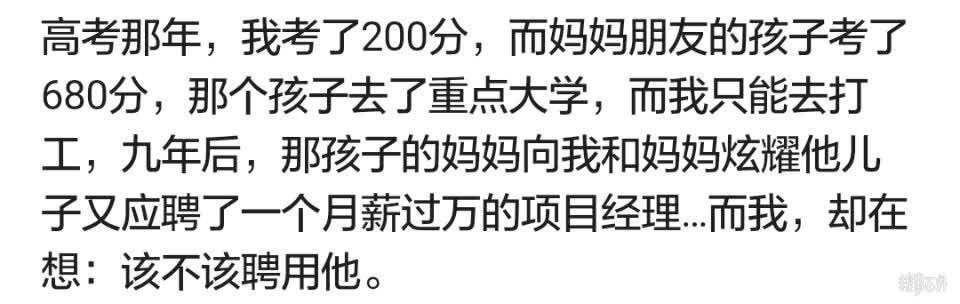 高考那年，我考了200分，而妈妈朋友的孩子考了
680分，那个孩子去了重点大学，而我只能去打
工，九年后，那孩子的妈妈向我和妈妈炫耀他儿
子又应聘了一个月薪过万的项目经理...而我，却在
想：该不该聘用他。